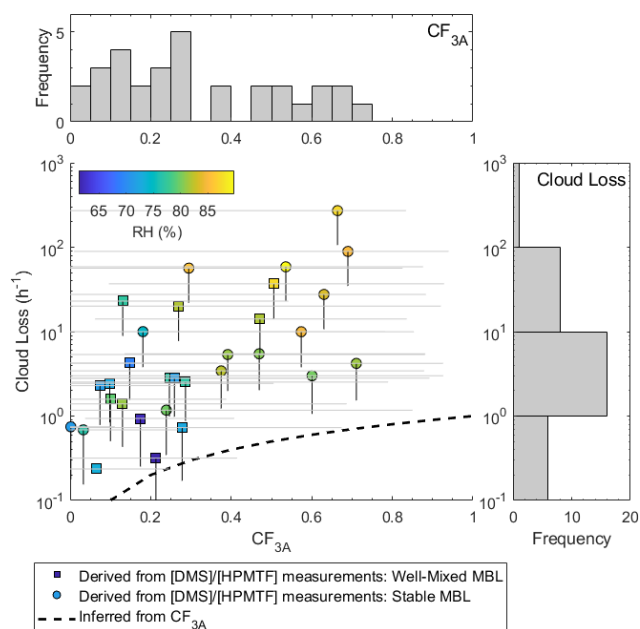 5
0
Frequency
CF3A
0 0.2 0.4 0.6 0.8 1
10^3
10^2
10^1
10^0
10^-1
Cloud Loss (h^-1)
65 70 75 80 85
RH (%)
0 0.2 0.4 0.6 0.8 1
CF3A
Cloud Loss
10^3
10^2
10^1
10^0
10^-1
0 10 20
Frequency
Derived from [DMS]/[HPMTF] measurements: Well-Mixed MBL
Derived from [DMS]/[HPMTF] measurements: Stable MBL
Inferred from CF3A